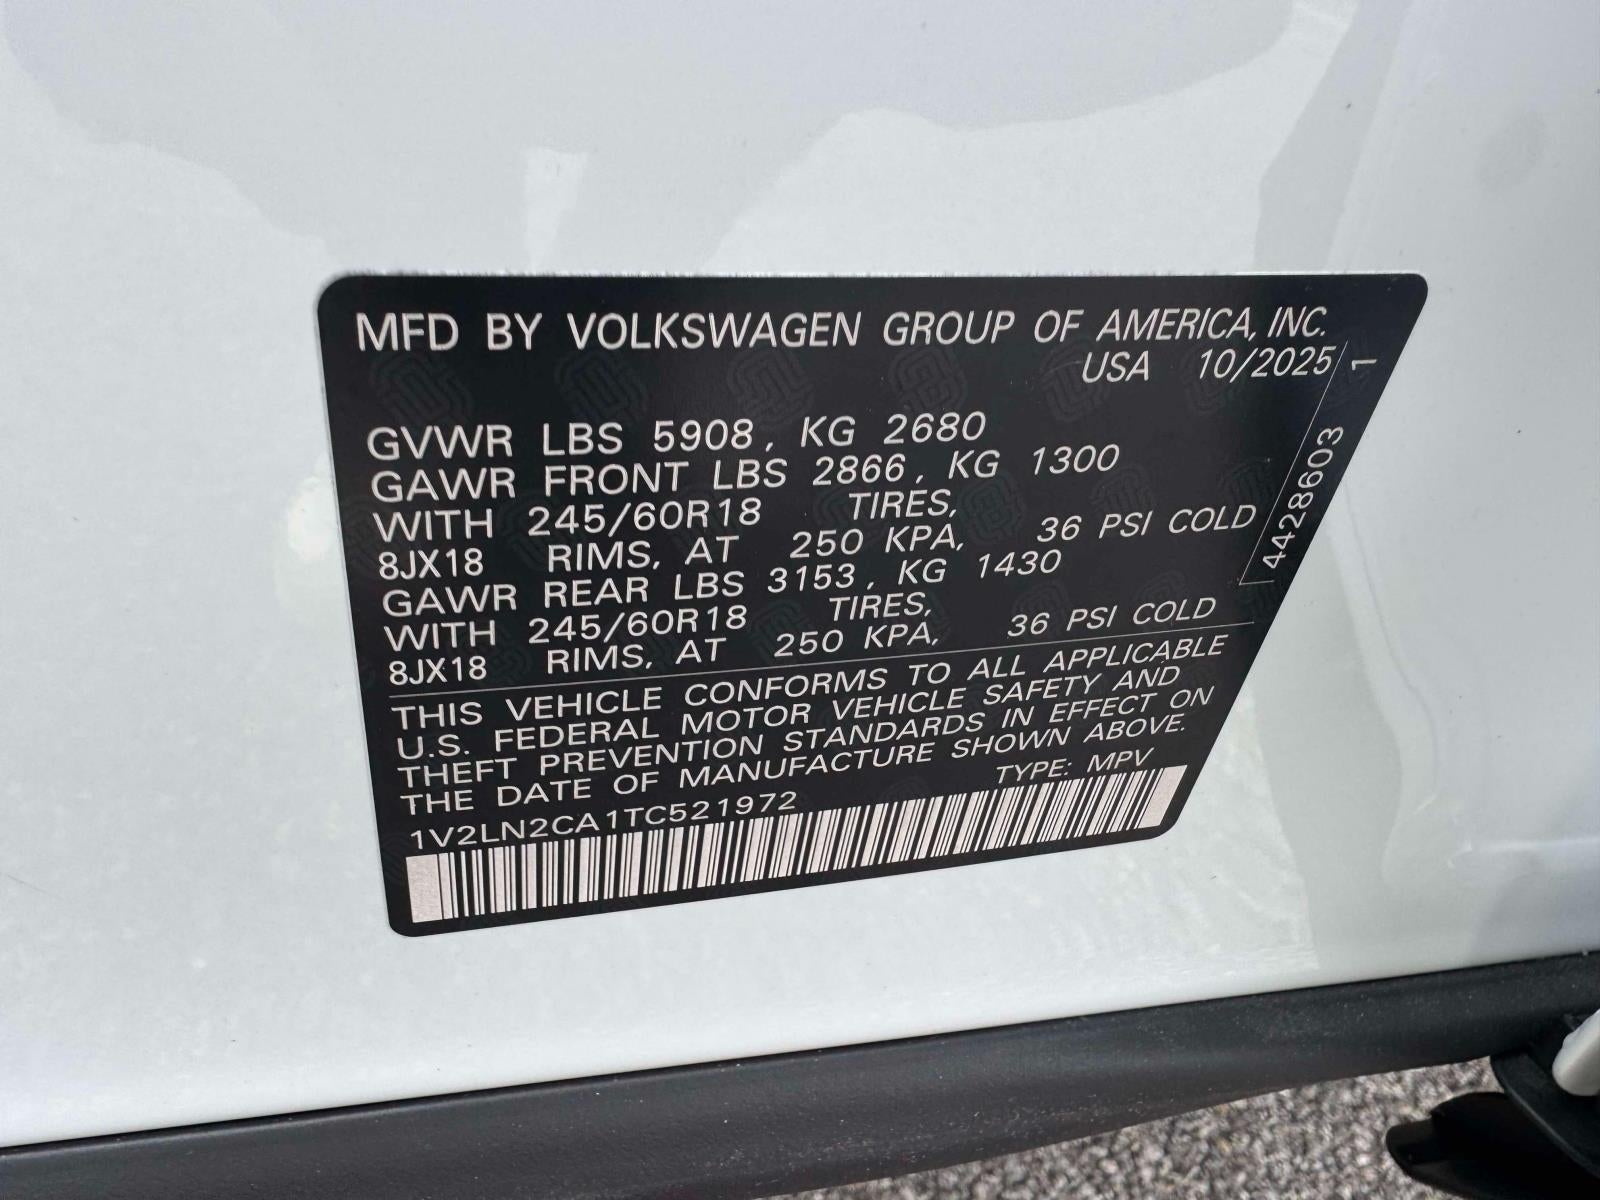 MFD BY VOLKSWAGEN GROUP OF AMERICA, INC.
USA 10/2025
GVWR LBS 5908, KG 2680
GAWR FRONT LBS 2866, KG 1300
WITH 245/60R18 TIRES,
8JX18 RIMS, AT 250 KPA, 36 PSI COLD
GAWR REAR LBS 3153, KG 1430
WITH 245/60R18 TIRES,
8JX18 RIMS, AT 250 KPA, 36 PSI COLD
THIS VEHICLE CONFORMS TO ALL APPLICABLE
U.S. FEDERAL MOTOR VEHICLE SAFETY AND
THEFT PREVENTION STANDARDS IN EFFECT ON
THE DATE OF MANUFACTURE SHOWN ABOVE.
1V2LN2CA1TC521972 TYPE: MPV
4428603 1